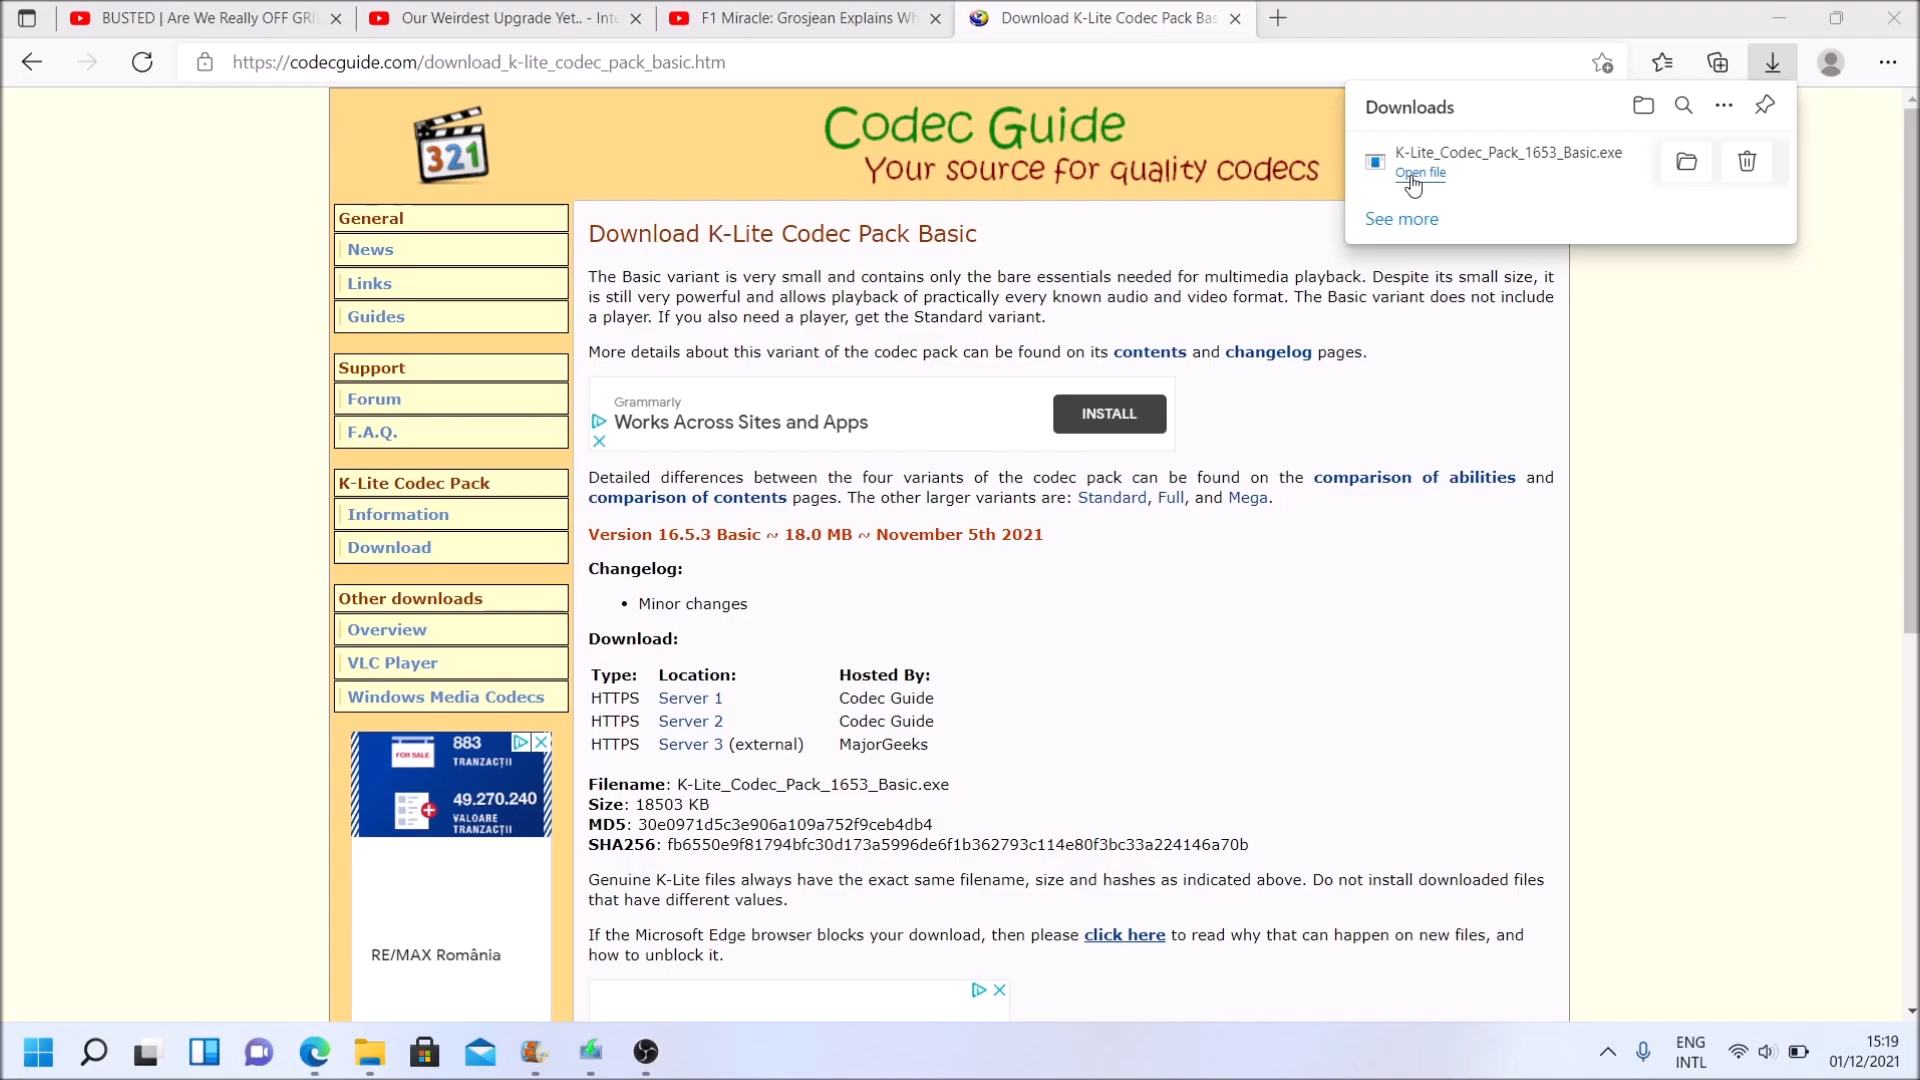 BUSTED | Are We Really OFF GRI
Our Weirdest Upgrade Yet.. - Inte
F1 Miracle: Grosjean Explains Wh
Download K-Lite Codec Pack Bas
https://codecguide.com/download_k-lite_codec_pack_basic.htm
321
Codec Guide
Your source for quality codecs
Downloads
K-Lite_Codec_Pack_1653_Basic.exe
Open file
See more
General
News
Links
Guides
Support
Forum
F.A.Q.
K-Lite Codec Pack
Information
Download
Other downloads
Overview
VLC Player
Windows Media Codecs
FOR SALE
883
TRANZACȚII
49.270.240
VALOARE
TRANZACȚII
RE/MAX România
Download K-Lite Codec Pack Basic
The Basic variant is very small and contains only the bare essentials needed for multimedia playback. Despite its small size, it
is still very powerful and allows playback of practically every known audio and video format. The Basic variant does not include
a player. If you also need a player, get the Standard variant.
More details about this variant of the codec pack can be found on its contents and changelog pages.
Grammarly
Works Across Sites and Apps
INSTALL
Detailed differences between the four variants of the codec pack can be found on the comparison of abilities and
comparison of contents pages. The other larger variants are: Standard, Full, and Mega.
Version 16.5.3 Basic ~ 18.0 MB ~ November 5th 2021
Changelog:
• Minor changes
Download:
Type: Location: Hosted By:
HTTPS Server 1 Codec Guide
HTTPS Server 2 Codec Guide
HTTPS Server 3 (external) MajorGeeks
Filename: K-Lite_Codec_Pack_1653_Basic.exe
Size: 18503 KB
MD5: 30e0971d5c3e906a109a752f9ceb4db4
SHA256: fb6550e9f81794bfc30d173a5996de6f1b362793c114e80f3bc33a224146a70b
Genuine K-Lite files always have the exact same filename, size and hashes as indicated above. Do not install downloaded files
that have different values.
If the Microsoft Edge browser blocks your download, then please click here to read why that can happen on new files, and
how to unblock it.
ENG
INTL
15:19
01/12/2021